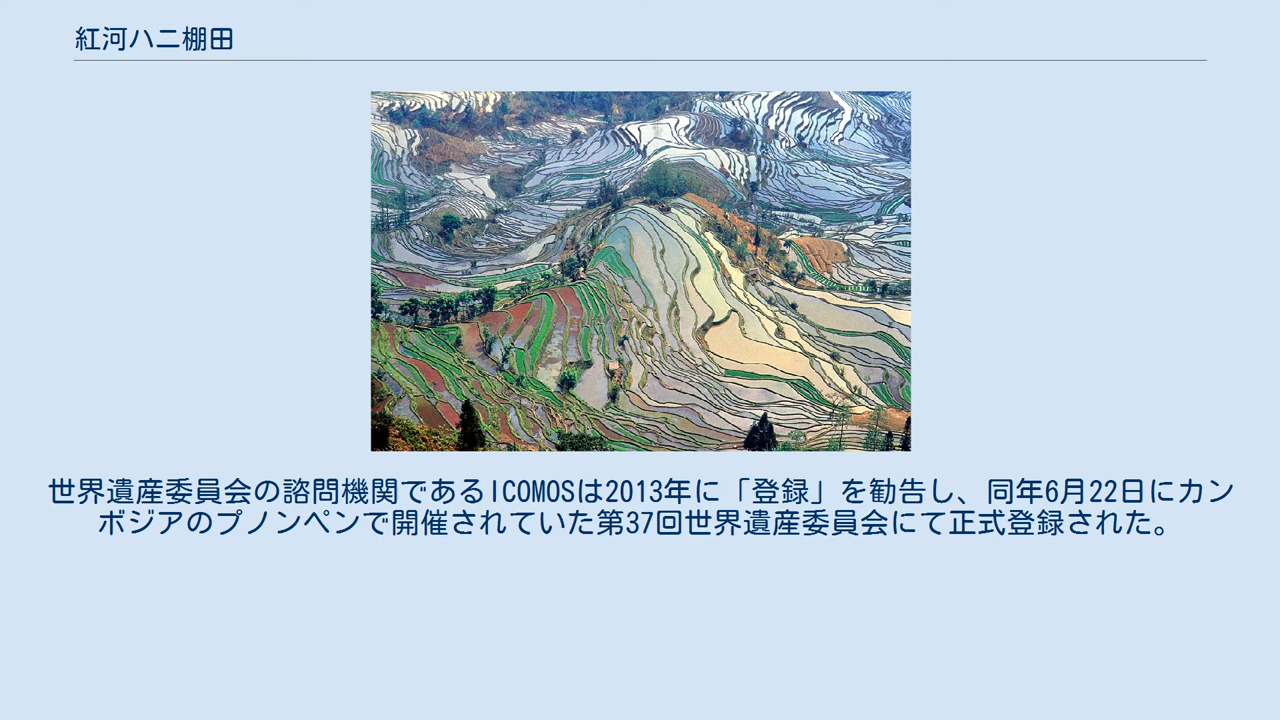 紅河ハニ棚田
世界遺産委員会の諮問機関であるICOMOSは2013年に「登録」を勧告し、同年6月22日にカン
ボジアのプノンペンで開催されていた第37回世界遺産委員会にて正式登録された。